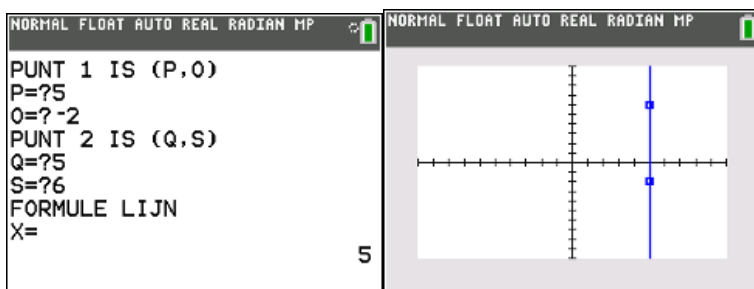 NORMAL FLOAT AUTO REAL RADIAN MP
PUNT 1 IS (P,O)
P=?5
O=?-2
PUNT 2 IS (Q,S)
Q=?5
S=?6
FORMULE LIJN
X=
5
NORMAL FLOAT AUTO REAL RADIAN MP